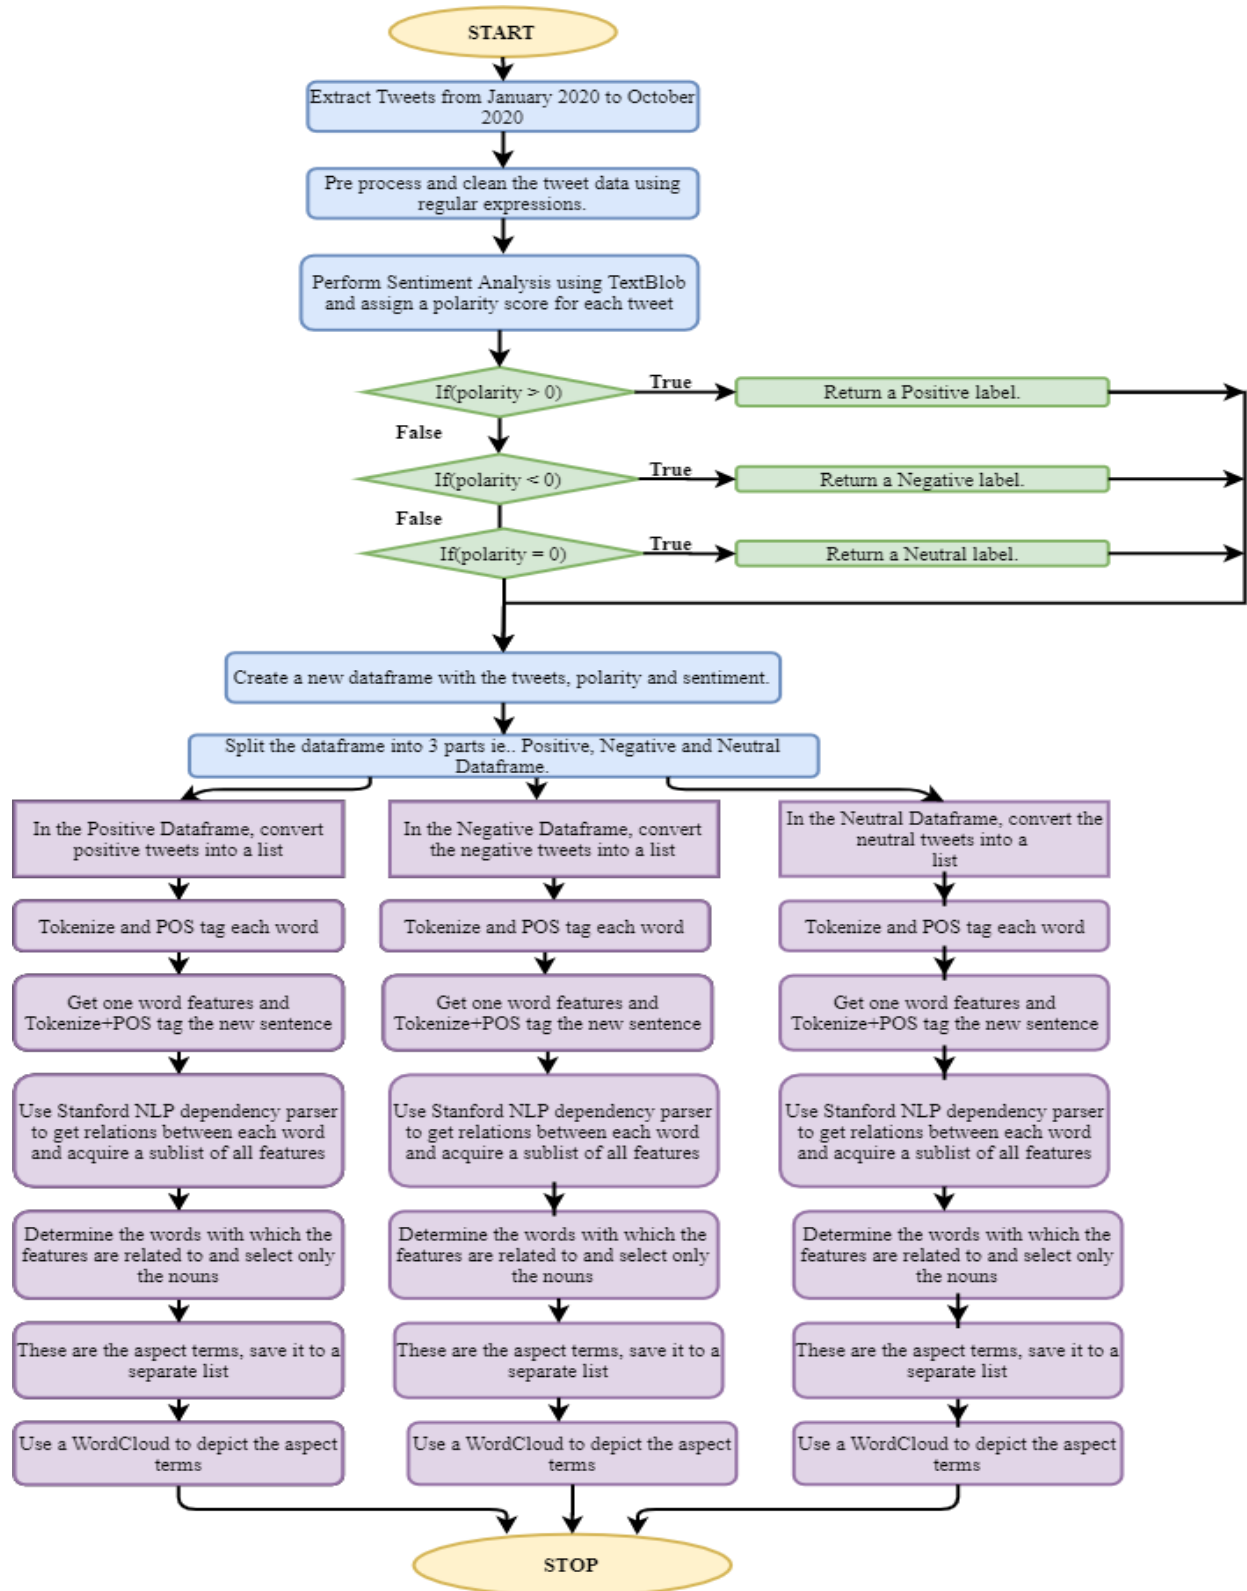 START
Extract Tweets from January 2020 to October
2020
Pre process and clean the tweet data using
regular expressions.
Perform Sentiment Analysis using TextBlob
and assign a polarity score for each tweet
If(polarity > 0)
True
Return a Positive label.
False
If(polarity < 0)
True
Return a Negative label.
False
If(polarity = 0)
True
Return a Neutral label.
Create a new dataframe with the tweets, polarity and sentiment.
Split the dataframe into 3 parts ie.. Positive, Negative and Neutral
Dataframe.
In the Positive Dataframe, convert
positive tweets into a list
Tokenize and POS tag each word
Get one word features and
Tokenize+POS tag the new sentence
Use Stanford NLP dependency parser
to get relations between each word
and acquire a sublist of all features
Determine the words with which the
features are related to and select only
the nouns
These are the aspect terms, save it to a
separate list
Use a WordCloud to depict the aspect
terms
In the Negative Dataframe, convert
the negative tweets into a list
Tokenize and POS tag each word
Get one word features and
Tokenize+POS tag the new sentence
Use Stanford NLP dependency parser
to get relations between each word
and acquire a sublist of all features
Determine the words with which the
features are related to and select only
the nouns
These are the aspect terms, save it to a
separate list
Use a WordCloud to depict the aspect
terms
In the Neutral Dataframe, convert the
neutral tweets into a
list
Tokenize and POS tag each word
Get one word features and
Tokenize+POS tag the new sentence
Use Stanford NLP dependency parser
to get relations between each word
and acquire a sublist of all features
Determine the words with which the
features are related to and select only
the nouns
These are the aspect terms, save it to a
separate list
Use a WordCloud to depict the aspect
terms
STOP